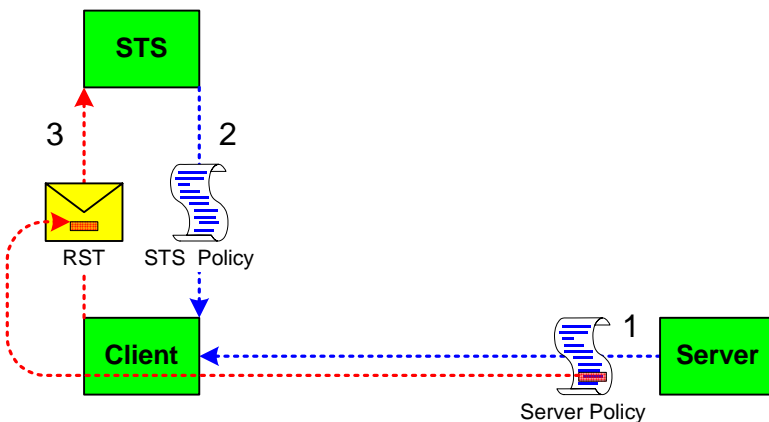 STS
3
2
RST
STS Policy
1
Client
Server
Server Policy